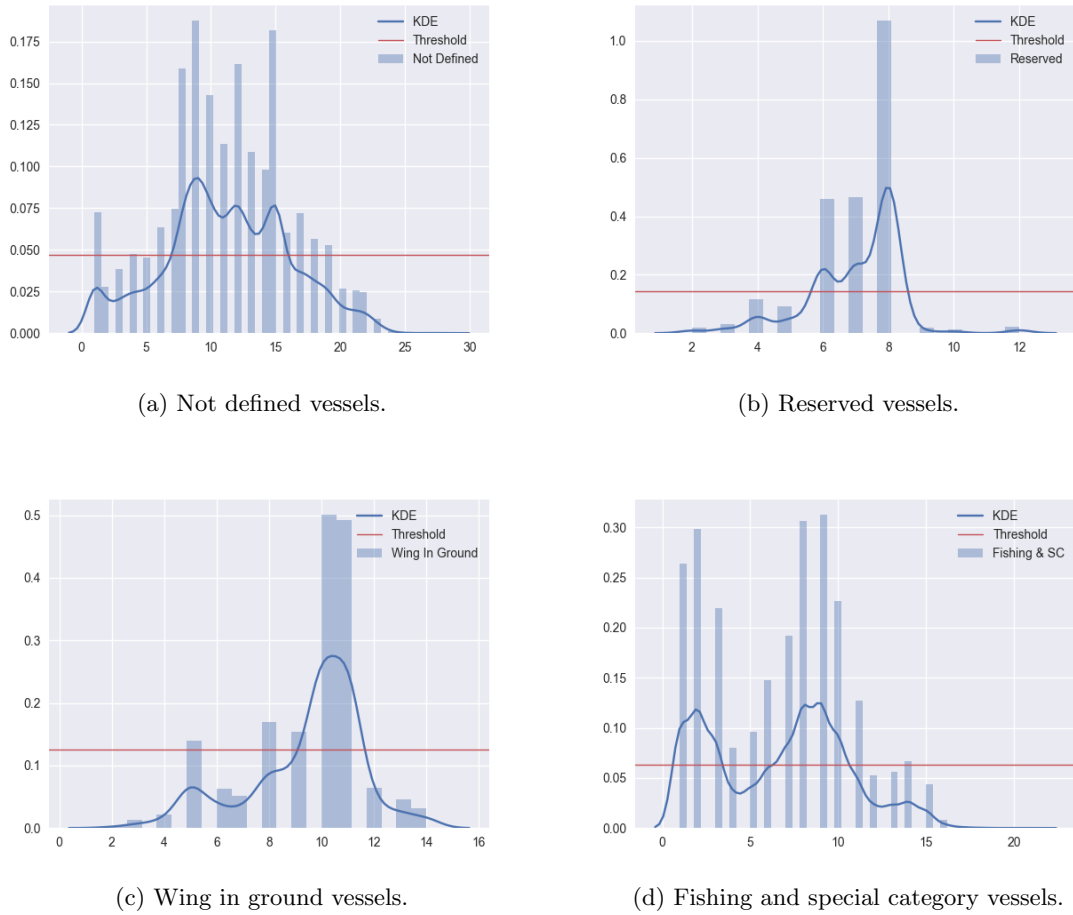 KDE
Threshold
Not Defined
0.175
0.150
0.125
0.100
0.075
0.050
0.025
0.000
0 5 10 15 20 25 30
(a) Not defined vessels.
KDE
Threshold
Reserved
1.0
0.8
0.6
0.4
0.2
0.0
2 4 6 8 10 12
(b) Reserved vessels.
KDE
Threshold
Wing In Ground
0.5
0.4
0.3
0.2
0.1
0.0
0 2 4 6 8 10 12 14 16
(c) Wing in ground vessels.
KDE
Threshold
Fishing & SC
0.30
0.25
0.20
0.15
0.10
0.05
0.00
0 5 10 15 20
(d) Fishing and special category vessels.